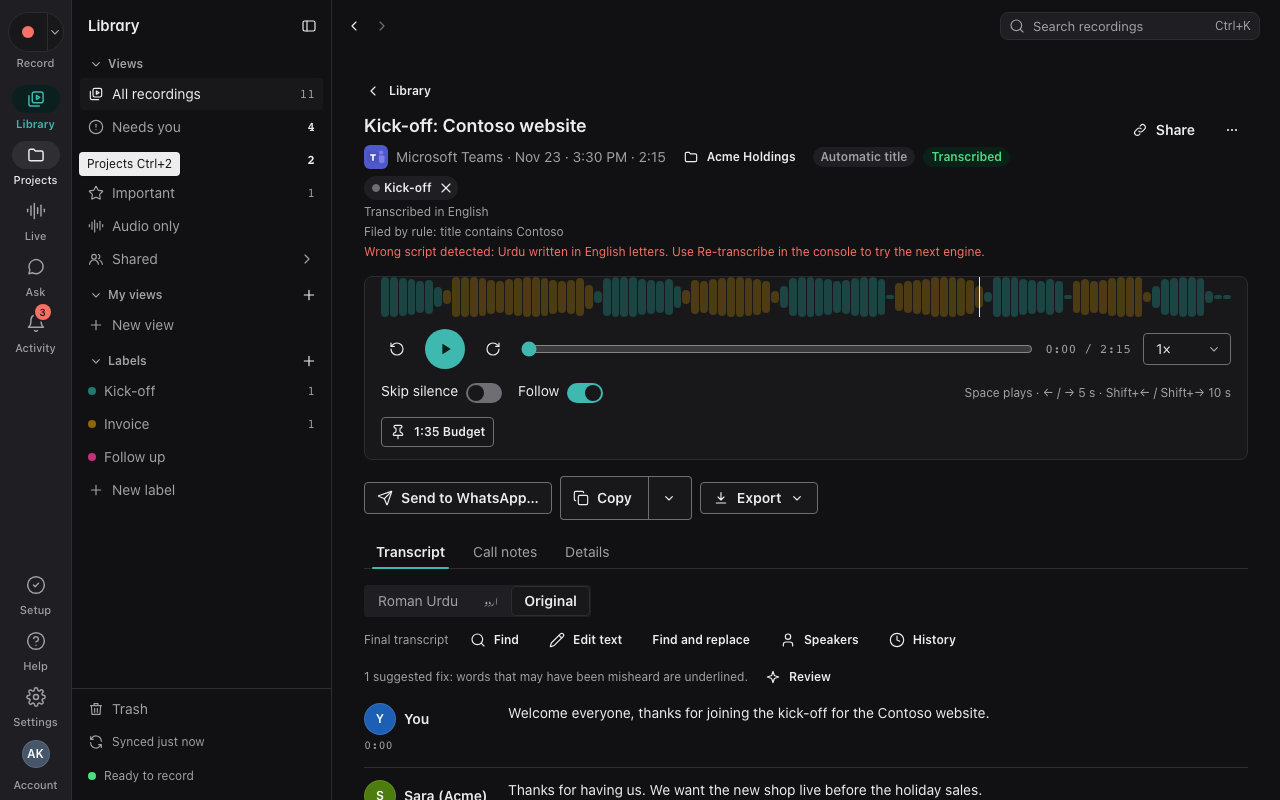 Record
Library
Projects
Live
Ask
3
Activity
Setup
Help
Settings
AK
Account
Library
Views
All recordings 11
Needs you 4
2
Projects Ctrl+2
Important 1
Audio only
Shared
My views
New view
Labels
Kick-off 1
Invoice 1
Follow up
New label
Trash
Synced just now
Ready to record
Search recordings Ctrl+K
Library
Kick-off: Contoso website
Share
T Microsoft Teams · Nov 23 · 3:30 PM · 2:15 Acme Holdings Automatic title Transcribed
Kick-off
Transcribed in English
Filed by rule: title contains Contoso
Wrong script detected: Urdu written in English letters. Use Re-transcribe in the console to try the next engine.
0:00 / 2:15 1x
Skip silence Follow Space plays · ← / → 5 s · Shift+← / Shift+→ 10 s
1:35 Budget
Send to WhatsApp... Copy Export
Transcript Call notes Details
Roman Urdu Original
Final transcript Find Edit text Find and replace Speakers History
1 suggested fix: words that may have been misheard are underlined. Review
Y You Welcome everyone, thanks for joining the kick-off for the Contoso website.
0:00
S Sara (Acme) Thanks for having us. We want the new shop live before the holiday sales.